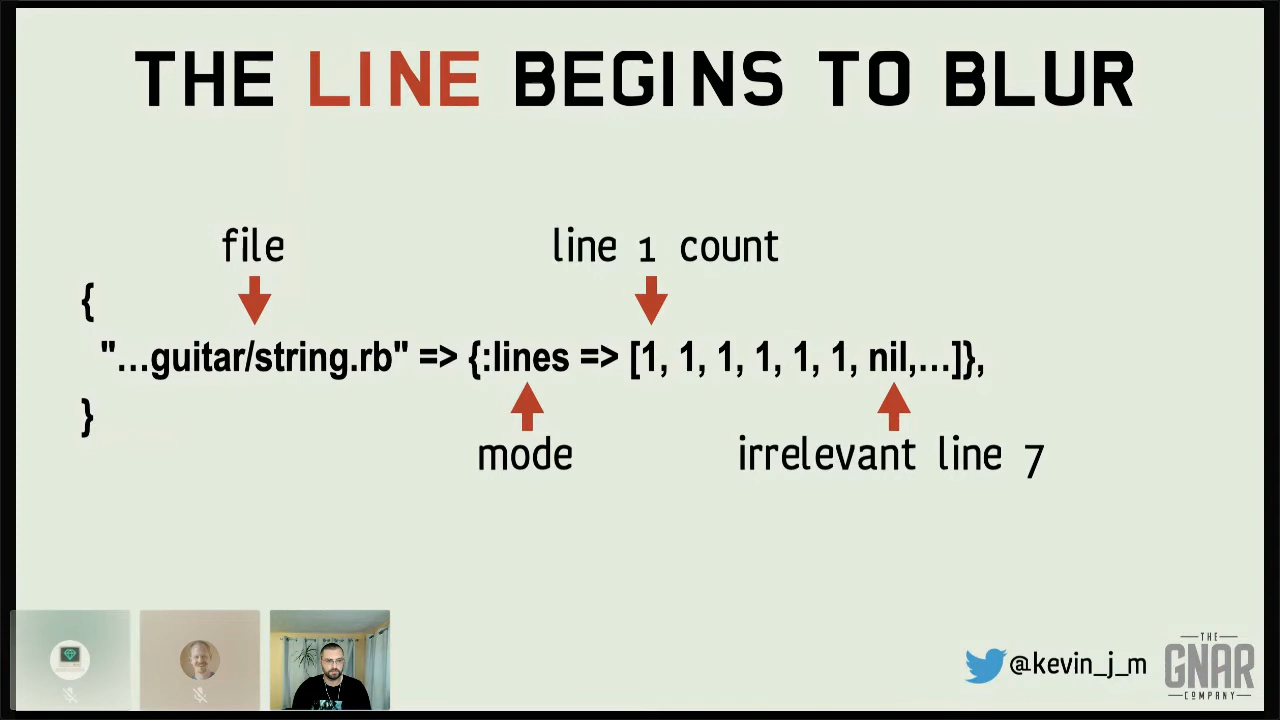 THE LINE BEGINS TO BLUR
file
line 1 count
{
"...guitar/string.rb" => {:lines => [1, 1, 1, 1, 1, 1, nil,...]},
}
mode
irrelevant line 7
@kevin_j_m
THE
GNAR
COMPANY